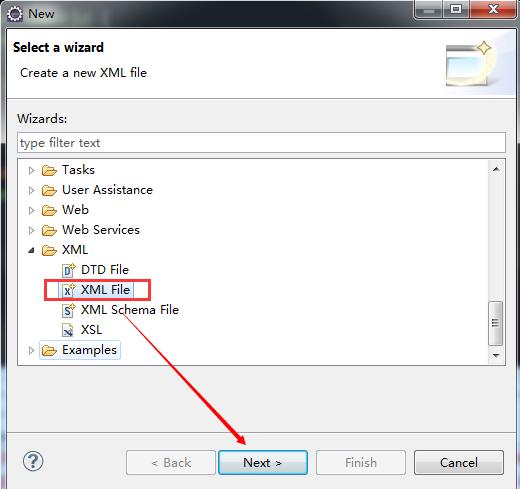 New
Select a wizard
Create a new XML file
Wizards:
type filter text
Tasks
User Assistance
Web
Web Services
XML
DTD File
XML File
XML Schema File
XSL
Examples
< Back Next > Finish Cancel